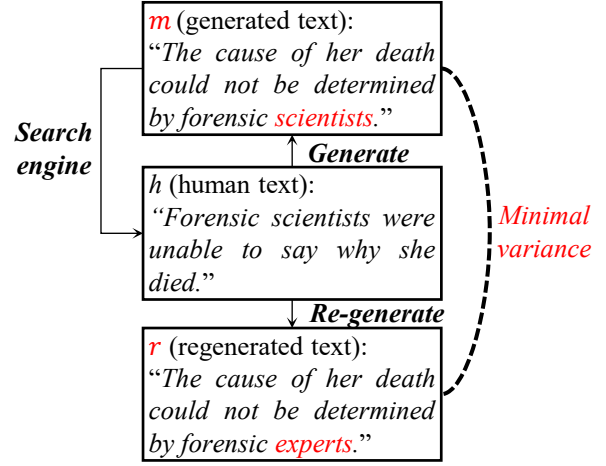 m (generated text):
“The cause of her death
could not be determined
by forensic scientists.”
Search
engine
Generate
h (human text):
“Forensic scientists were
unable to say why she
died.”
Minimal
variance
Re-generate
r (regenerated text):
“The cause of her death
could not be determined
by forensic experts.”